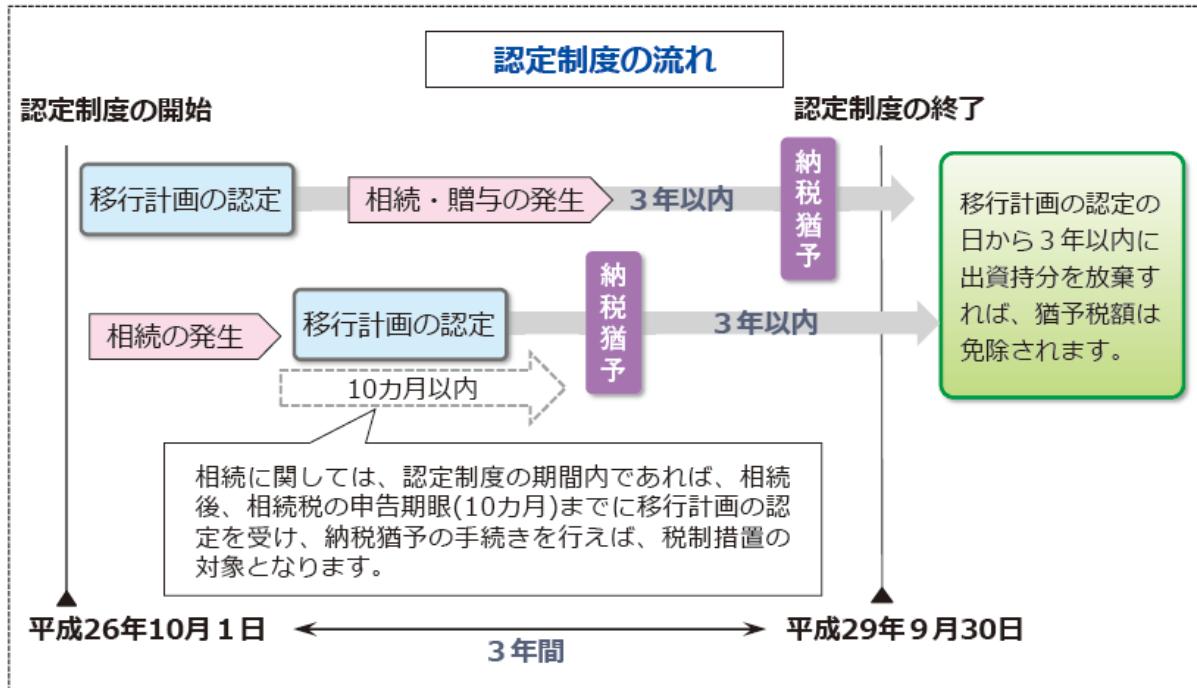 認定制度の流れ
認定制度の開始
認定制度の終了
移行計画の認定
相続・贈与の発生
3年以内
納税猶予
移行計画の認定の
日から3年以内に
出資持分を放棄す
れば、猶予税額は
免除されます。
相続の発生
移行計画の認定
納税猶予
3年以内
10カ月以内
相続に関しては、認定制度の期間内であれば、相続
後、相続税の申告期眼(10カ月)までに移行計画の認
定を受け、納税猶予の手続きを行えば、税制措置の
対象となります。
平成26年10月1日
3年間
平成29年9月30日